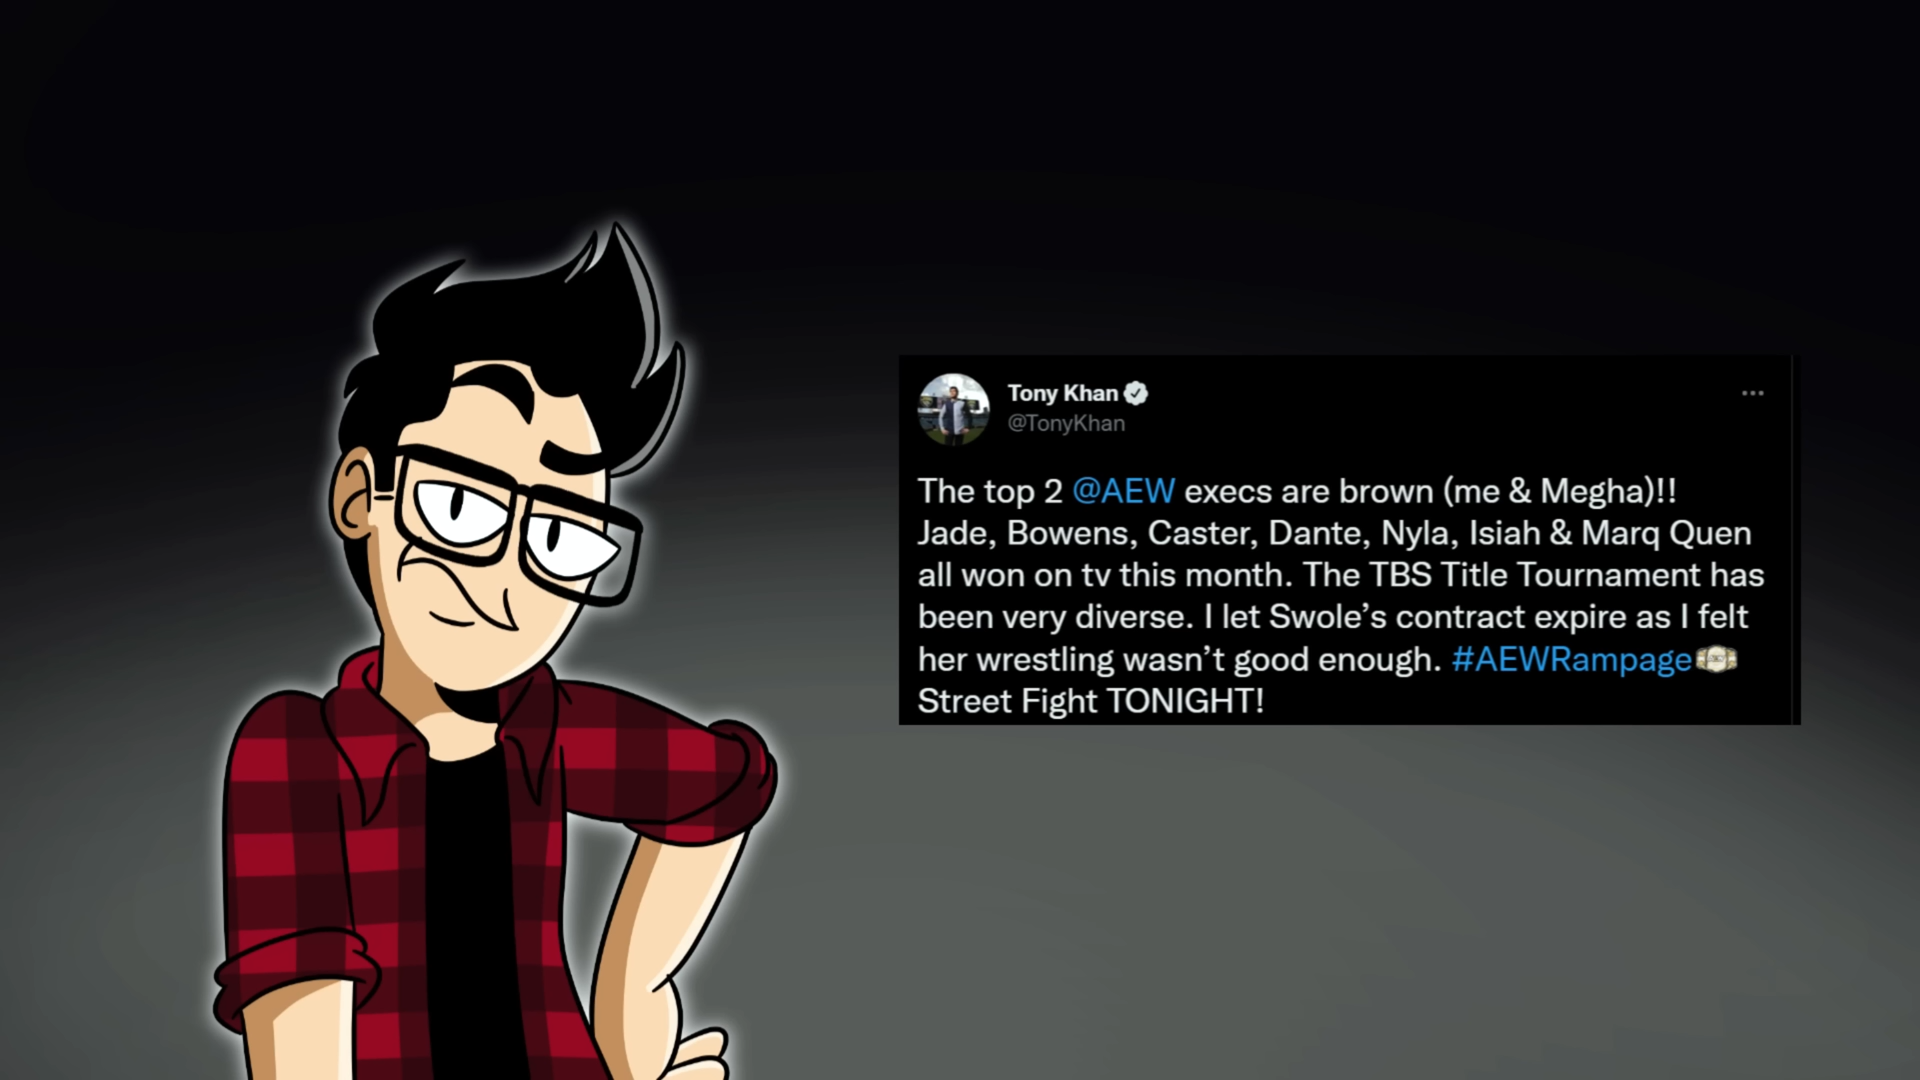 Tony Khan
@TonyKhan
The top 2 @AEW execs are brown (me & Megha)!!
Jade, Bowens, Caster, Dante, Nyla, Isiah & Marq Quen
all won on tv this month. The TBS Title Tournament has
been very diverse. I let Swole’s contract expire as I felt
her wrestling wasn’t good enough. #AEWRampage
Street Fight TONIGHT!